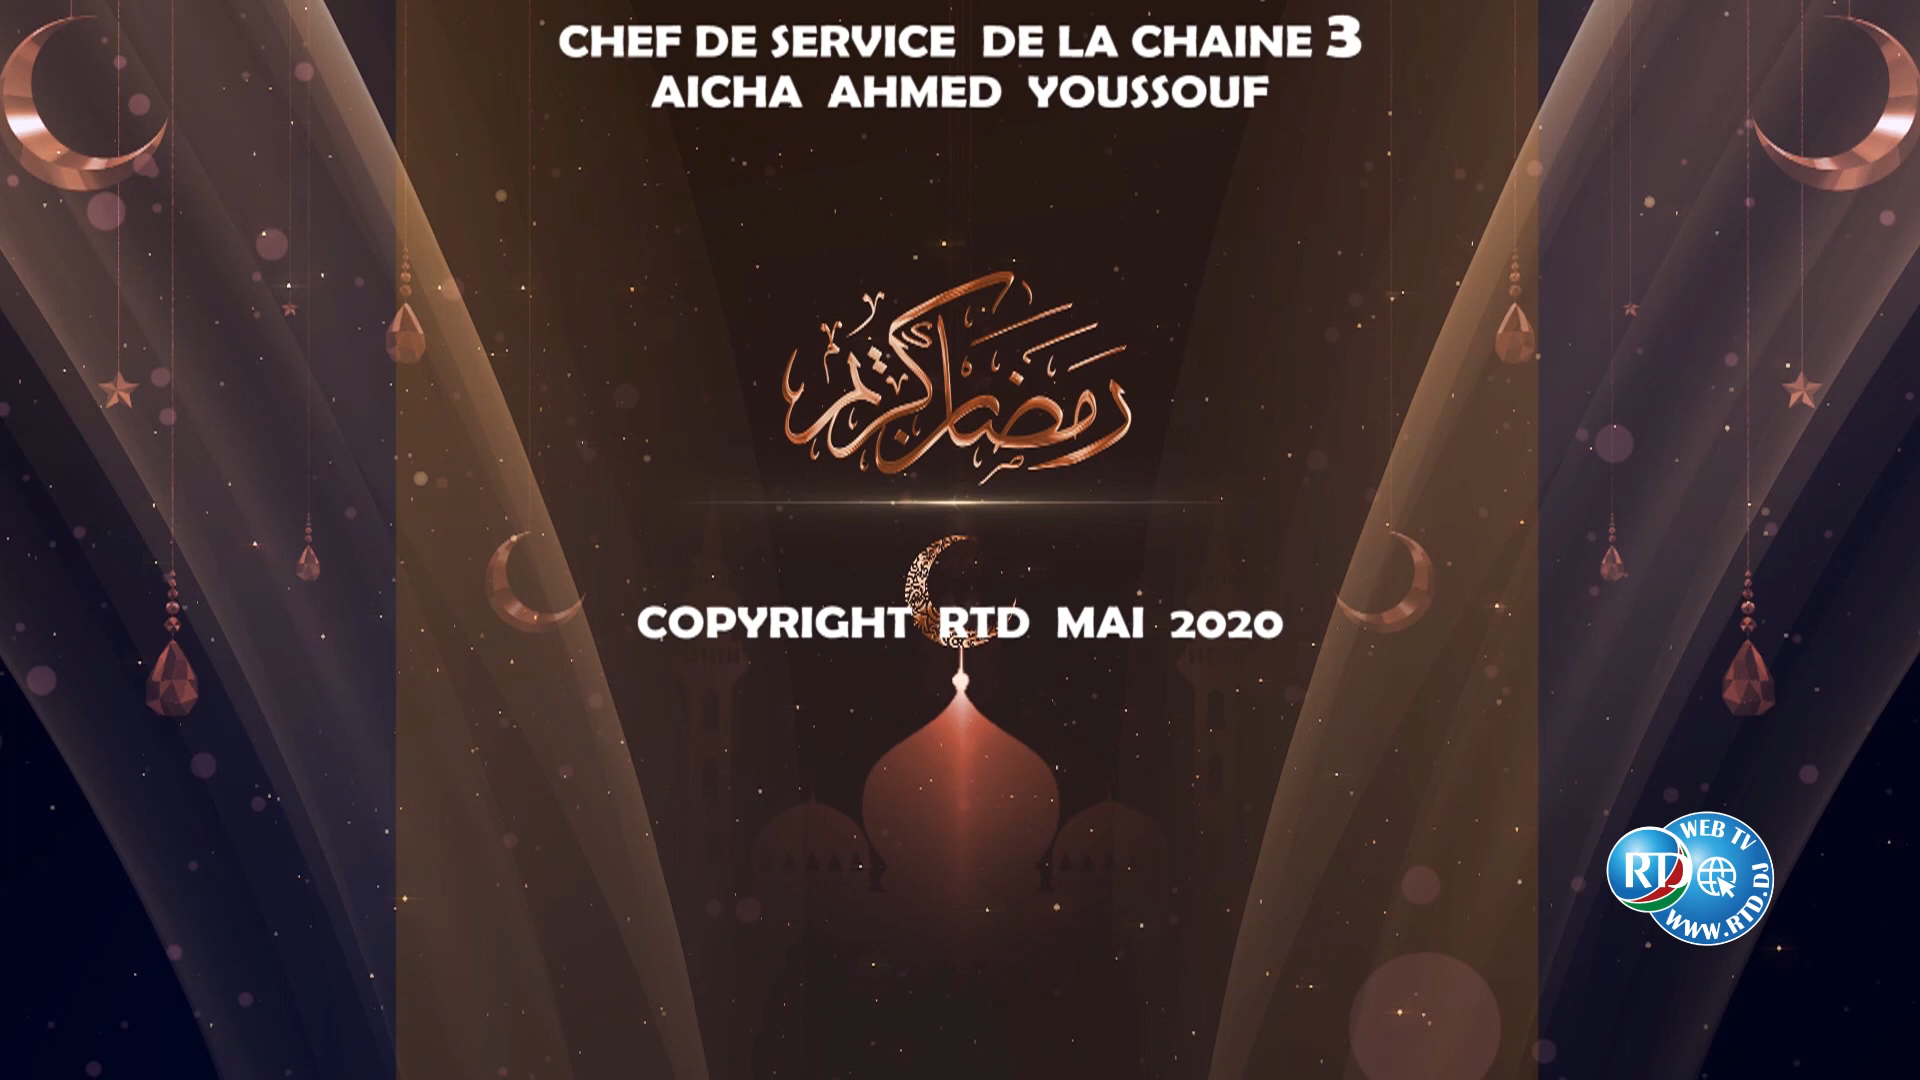 CHEF DE SERVICE DE LA CHAINE 3
AICHA AHMED YOUSSOUF
رمضان كريم
COPYRIGHT RTD MAI 2020
WEB TV
RTD
WWW.RTD.DJ